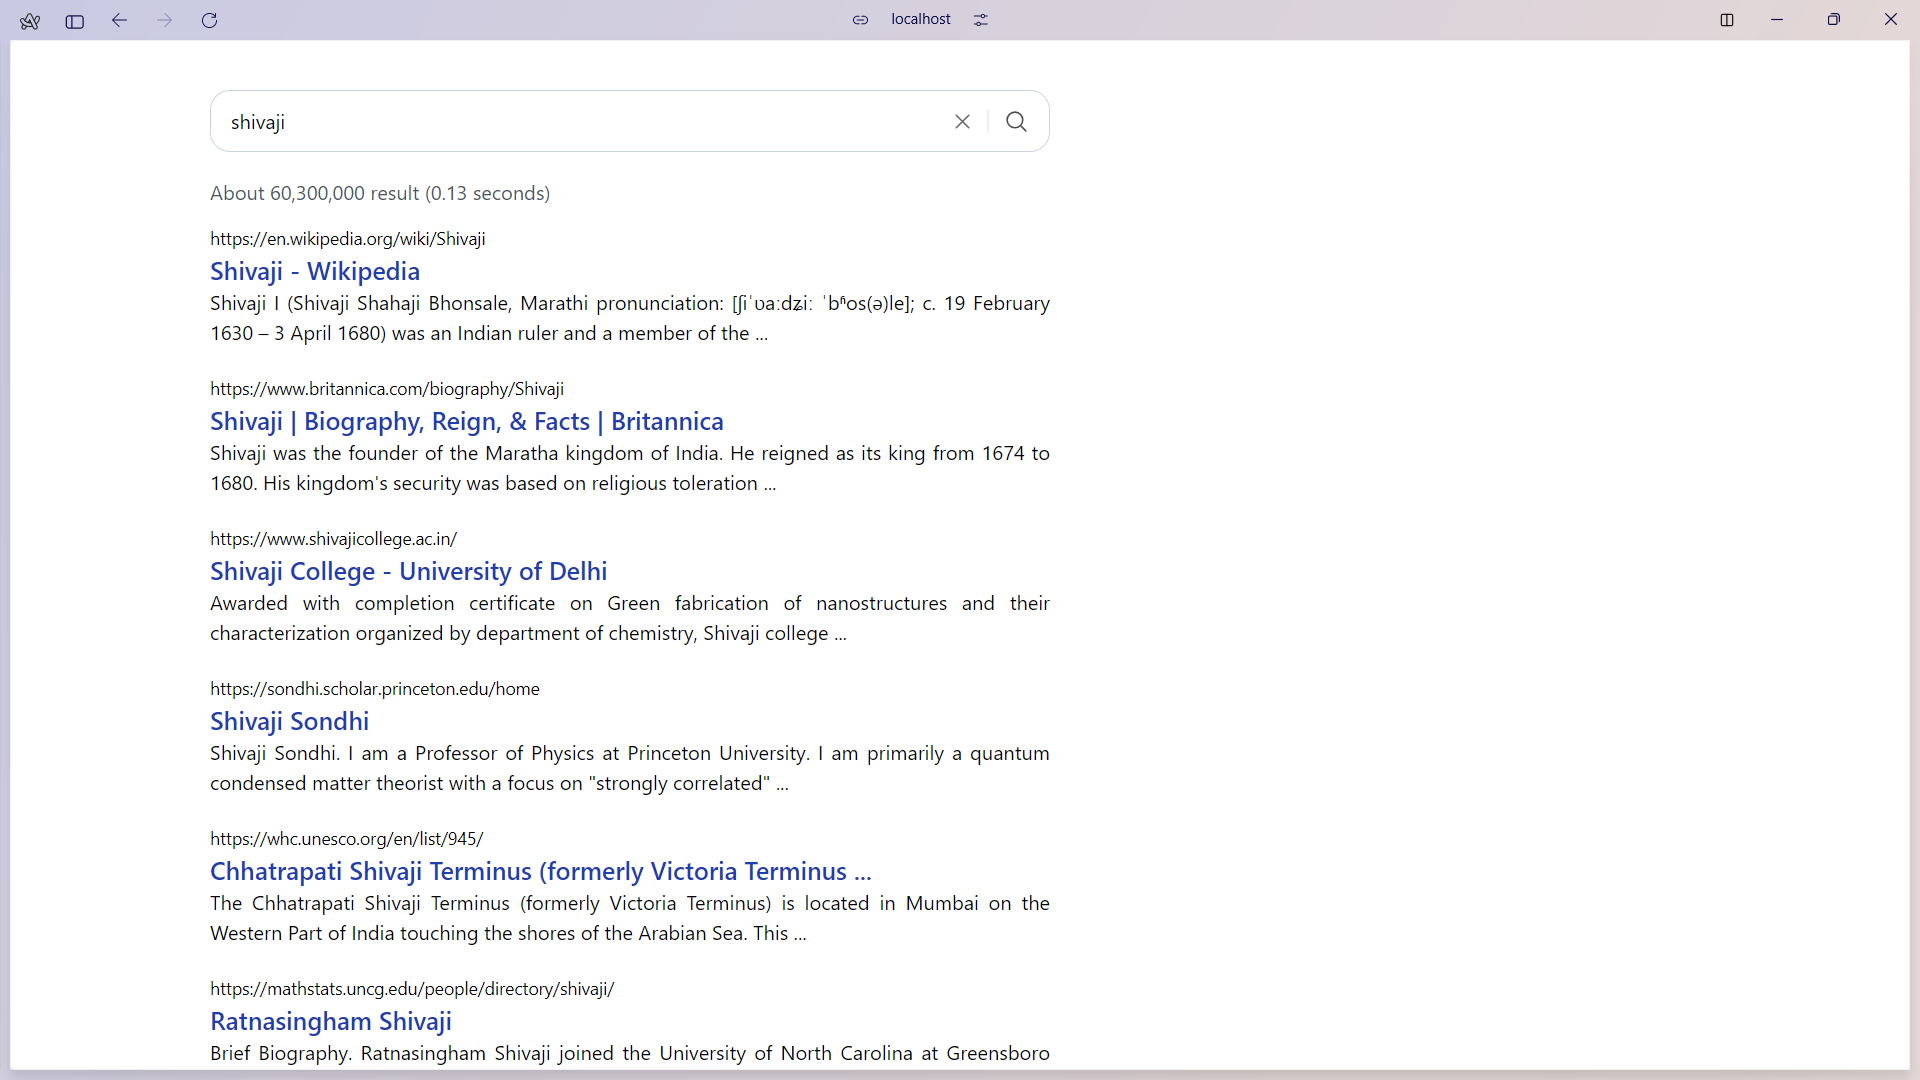 localhost
shivaji
About 60,300,000 result (0.13 seconds)
https://en.wikipedia.org/wiki/Shivaji
Shivaji - Wikipedia
Shivaji I (Shivaji Shahaji Bhonsale, Marathi pronunciation: [ʃiˈʋaːdʑiː ˈbʱos(ə)le]; c. 19 February
1630 – 3 April 1680) was an Indian ruler and a member of the ...
https://www.britannica.com/biography/Shivaji
Shivaji | Biography, Reign, & Facts | Britannica
Shivaji was the founder of the Maratha kingdom of India. He reigned as its king from 1674 to
1680. His kingdom's security was based on religious toleration ...
https://www.shivajicollege.ac.in/
Shivaji College - University of Delhi
Awarded with completion certificate on Green fabrication of nanostructures and their
characterization organized by department of chemistry, Shivaji college ...
https://sondhi.scholar.princeton.edu/home
Shivaji Sondhi
Shivaji Sondhi. I am a Professor of Physics at Princeton University. I am primarily a quantum
condensed matter theorist with a focus on "strongly correlated" ...
https://whc.unesco.org/en/list/945/
Chhatrapati Shivaji Terminus (formerly Victoria Terminus ...
The Chhatrapati Shivaji Terminus (formerly Victoria Terminus) is located in Mumbai on the
Western Part of India touching the shores of the Arabian Sea. This ...
https://mathstats.uncg.edu/people/directory/shivaji/
Ratnasingham Shivaji
Brief Biography. Ratnasingham Shivaji joined the University of North Carolina at Greensboro